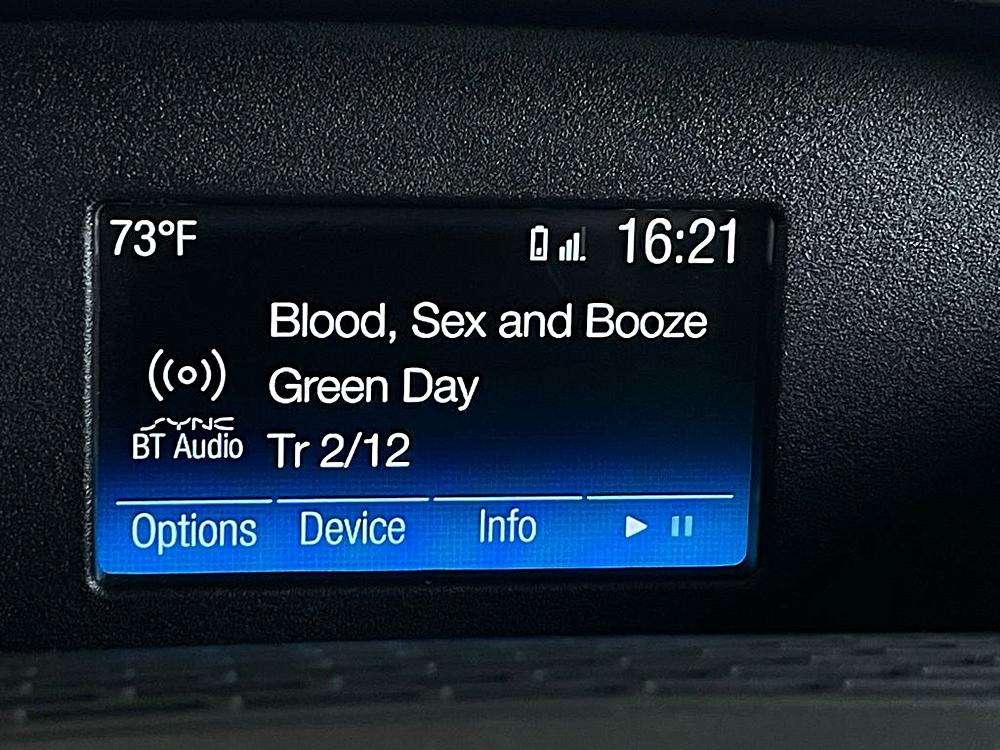 73°F 16:21
Blood, Sex and Booze
Green Day
SYNC
BT Audio
Tr 2/12
Options Device Info